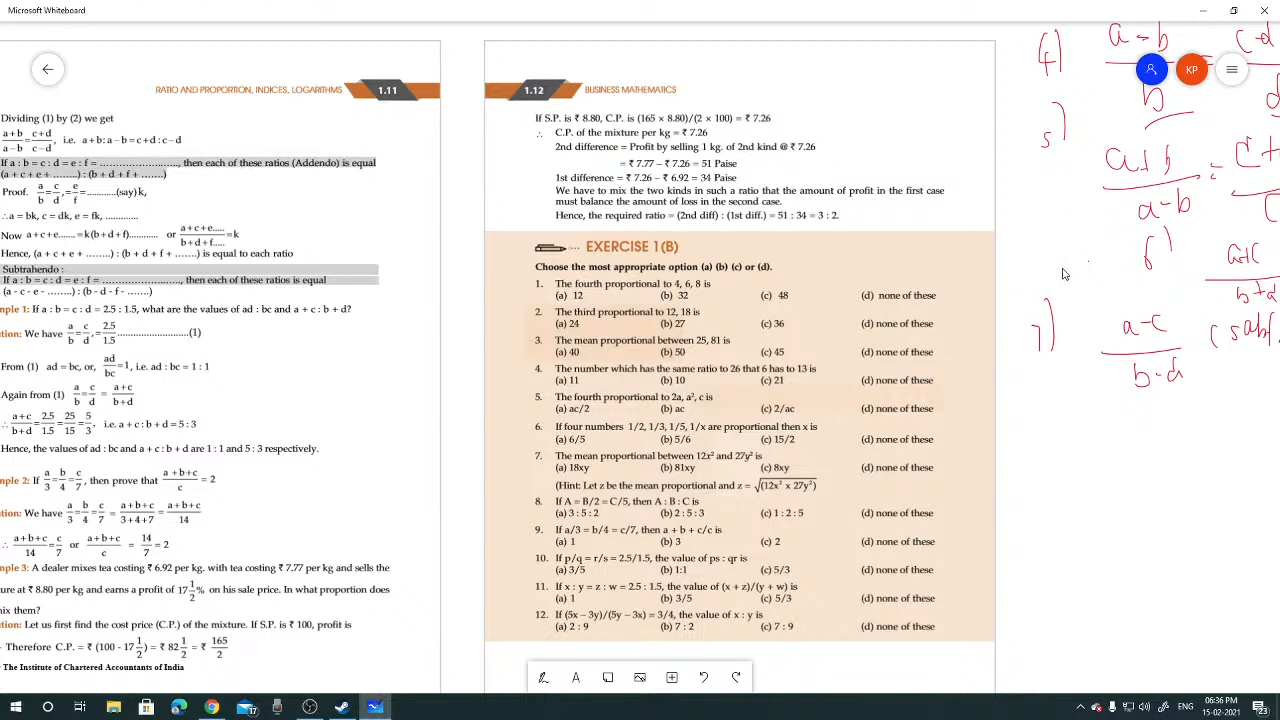 Microsoft Whiteboard
RATIO AND PROPORTION, INDICES, LOGARITHMS 1.11
Dividing (1) by (2) we get
a+b/a−b = c+d/c−d, i.e. a+b : a−b = c+d : c−d
If a : b = c : d = e : f = ............................, then each of these ratios (Addendo) is equal
(a + c + e + ........) : (b + d + f + .......)
Proof. a/b = c/d, = e/f = ............(say) k,
∴a = bk, c = dk, e = fk, ............
Now a+c+e....... = k(b+d+f)............ or a+c+e...../b+d+f..... = k
Hence, (a + c + e + ........) : (b + d + f + .......) is equal to each ratio
Subtrahendo :
If a : b = c : d = e : f = ............................, then each of these ratios is equal
(a - c - e - ........) : (b - d - f - .......)
mple 1: If a : b = c : d = 2.5 : 1.5, what are the values of ad : bc and a + c : b + d?
ution: We have a/b = c/d, = 2.5/1.5 ..........................(1)
From (1) ad = bc, or, ad/bc = 1, i.e. ad : bc = 1 : 1
Again from (1) a/b = c/d = a+c/b+d
∴ a+c/b+d = 2.5/1.5 = 25/15 = 5/3, i.e. a + c : b + d = 5 : 3
Hence, the values of ad : bc and a + c : b + d are 1 : 1 and 5 : 3 respectively.
mple 2: If a/3 = b/4 = c/7, then prove that a+b+c/c = 2
ution: We have a/3 = b/4 = c/7 = a+b+c/3+4+7 = a+b+c/14
∴ a+b+c/14 = c/7 or a+b+c/c = 14/7 = 2
mple 3: A dealer mixes tea costing ₹ 6.92 per kg. with tea costing ₹ 7.77 per kg and sells the
ure at ₹ 8.80 per kg and earns a profit of 17 1/2 % on his sale price. In what proportion does
mix them?
ution: Let us first find the cost price (C.P.) of the mixture. If S.P. is ₹ 100, profit is
Therefore C.P. = ₹ (100 - 17 1/2) = ₹ 82 1/2 = ₹ 165/2
The Institute of Chartered Accountants of India
1.12 BUSINESS MATHEMATICS
If S.P. is ₹ 8.80, C.P. is (165 × 8.80)/(2 × 100) = ₹ 7.26
∴ C.P. of the mixture per kg = ₹ 7.26
2nd difference = Profit by selling 1 kg. of 2nd kind @ ₹ 7.26
= ₹ 7.77 – ₹ 7.26 = 51 Paise
1st difference = ₹ 7.26 – ₹ 6.92 = 34 Paise
We have to mix the two kinds in such a ratio that the amount of profit in the first case
must balance the amount of loss in the second case.
Hence, the required ratio = (2nd diff) : (1st diff.) = 51 : 34 = 3 : 2.
EXERCISE 1(B)
Choose the most appropriate option (a) (b) (c) or (d).
1. The fourth proportional to 4, 6, 8 is
(a) 12 (b) 32 (c) 48 (d) none of these
2. The third proportional to 12, 18 is
(a) 24 (b) 27 (c) 36 (d) none of these
3. The mean proportional between 25, 81 is
(a) 40 (b) 50 (c) 45 (d) none of these
4. The number which has the same ratio to 26 that 6 has to 13 is
(a) 11 (b) 10 (c) 21 (d) none of these
5. The fourth proportional to 2a, a², c is
(a) ac/2 (b) ac (c) 2/ac (d) none of these
6. If four numbers 1/2, 1/3, 1/5, 1/x are proportional then x is
(a) 6/5 (b) 5/6 (c) 15/2 (d) none of these
7. The mean proportional between 12x² and 27y² is
(a) 18xy (b) 81xy (c) 8xy (d) none of these
(Hint: Let z be the mean proportional and z = √(12x² x 27y²)
8. If A = B/2 = C/5, then A : B : C is
(a) 3 : 5 : 2 (b) 2 : 5 : 3 (c) 1 : 2 : 5 (d) none of these
9. If a/3 = b/4 = c/7, then a + b + c/c is
(a) 1 (b) 3 (c) 2 (d) none of these
10. If p/q = r/s = 2.5/1.5, the value of ps : qr is
(a) 3/5 (b) 1:1 (c) 5/3 (d) none of these
11. If x : y = z : w = 2.5 : 1.5, the value of (x + z)/(y + w) is
(a) 1 (b) 3/5 (c) 5/3 (d) none of these
12. If (5x – 3y)/(5y – 3x) = 3/4, the value of x : y is
(a) 2 : 9 (b) 7 : 2 (c) 7 : 9 (d) none of these
a-b/b = c-d/d
5) a+b/a-b = c+
6) a+c/b+d
7) a-c/b-d
KP
ENG
06:36 PM
15-02-2021
23
17